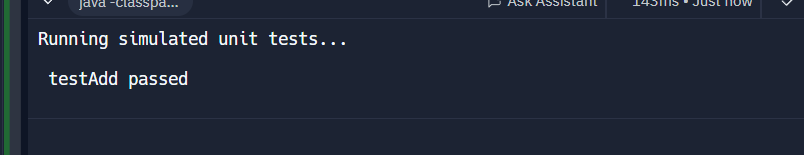 java -classpa...
Ask Assistant
143ms • Just now
Running simulated unit tests...
testAdd passed